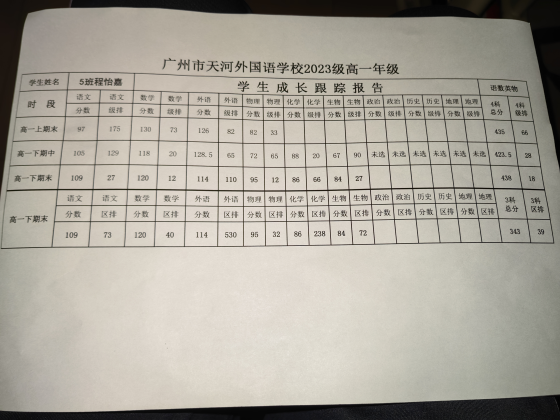 广州市天河外国语学校2023级高一年级
学生姓名 5班程怡嘉 学生成长跟踪报告 语数英物
时段 语文分数 语文级排 数学分数 数学级排 外语分数 外语级排 物理分数 物理级排 化学分数 化学级排 生物分数 生物级排 政治分数 政治级排 历史分数 历史级排 地理分数 地理级排 4科总分 4科级排
高一上期末 97 175 130 73 126 82 82 33 435 66
高一下期中 105 129 118 20 128.5 65 72 65 88 20 67 90 未选 未选 未选 未选 未选 未选 423.5 28
高一下期末 109 27 120 12 114 110 95 12 86 66 84 27 438 18
高一下期末 语文分数 语文区排 数学分数 数学区排 外语分数 外语区排 物理分数 物理区排 化学分数 化学区排 生物分数 生物区排 政治分数 政治区排 历史分数 历史区排 地理分数 地理区排 3科总分 3科区排
109 73 120 40 114 530 95 32 86 238 84 72 343 39